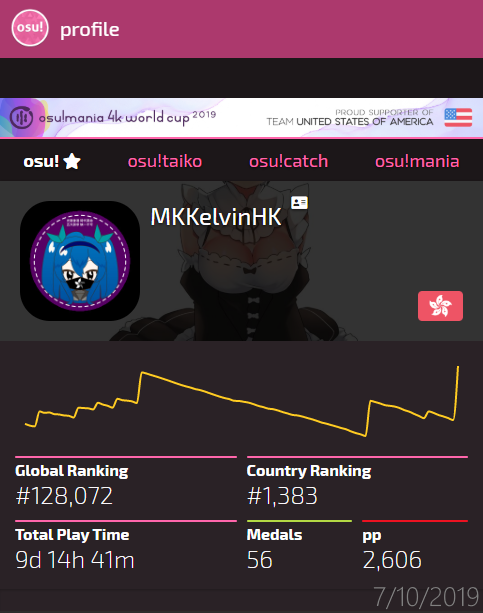 osu!
profile
osu!mania 4k world cup 2019
PROUD SUPPORTER OF
TEAM UNITED STATES OF AMERICA
osu! osu!taiko osu!catch osu!mania
MKKelvinHK
Global Ranking Country Ranking
#128,072 #1,383
Total Play Time Medals pp
9d 14h 41m 56 2,606
7/10/2019